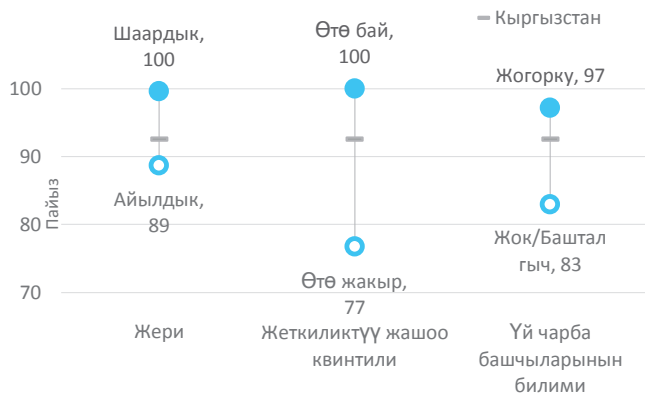 Кыргызстан
Шаардык,
100
Өтө бай,
100
Жогорку, 97
100
90
80
70
Пайыз
Айылдык,
89
Өтө жакыр,
77
Жок/Баштал
гыч, 83
Жери
Жеткиликтүү жашоо
квинтили
Үй чарба
башчыларынын
билими